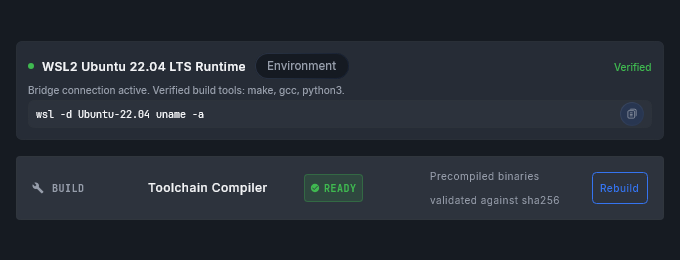 WSL2 Ubuntu 22.04 LTS Runtime Environment Verified
Bridge connection active. Verified build tools: make, gcc, python3.
wsl -d Ubuntu-22.04 uname -a
BUILD Toolchain Compiler READY
Precompiled binaries
validated against sha256
Rebuild